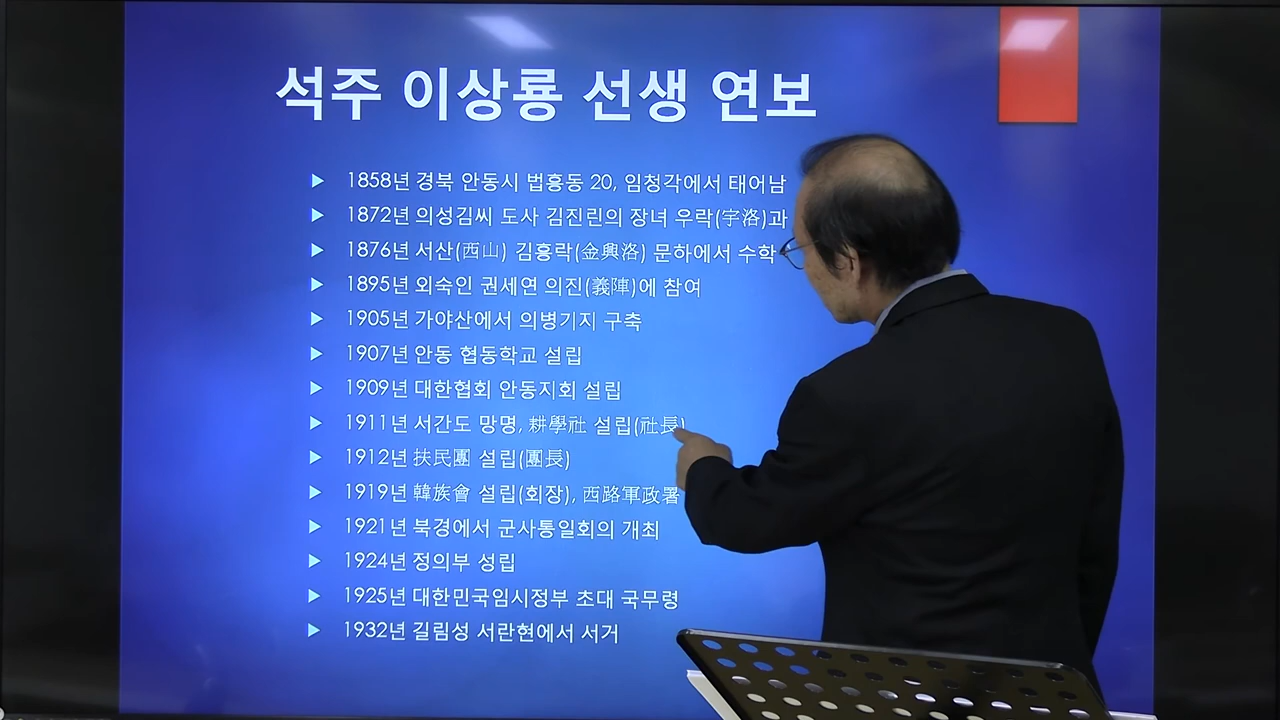 석주 이상룡 선생 연보
1858년 경북 안동시 법흥동 20, 임청각에서 태어남
1872년 의성김씨 도사 김진린의 장녀 우락(宇洛)과
1876년 서산(西山) 김흥락(金興洛) 문하에서 수학
1895년 외숙인 권세연 의진(義陣)에 참여
1905년 가야산에서 의병기지 구축
1907년 안동 협동학교 설립
1909년 대한협회 안동지회 설립
1911년 서간도 망명, 耕學社 설립(社長)
1912년 扶民團 설립(團長)
1919년 韓族會 설립(회장), 西路軍政署
1921년 북경에서 군사통일회의 개최
1924년 정의부 성립
1925년 대한민국임시정부 초대 국무령
1932년 길림성 서란현에서 서거